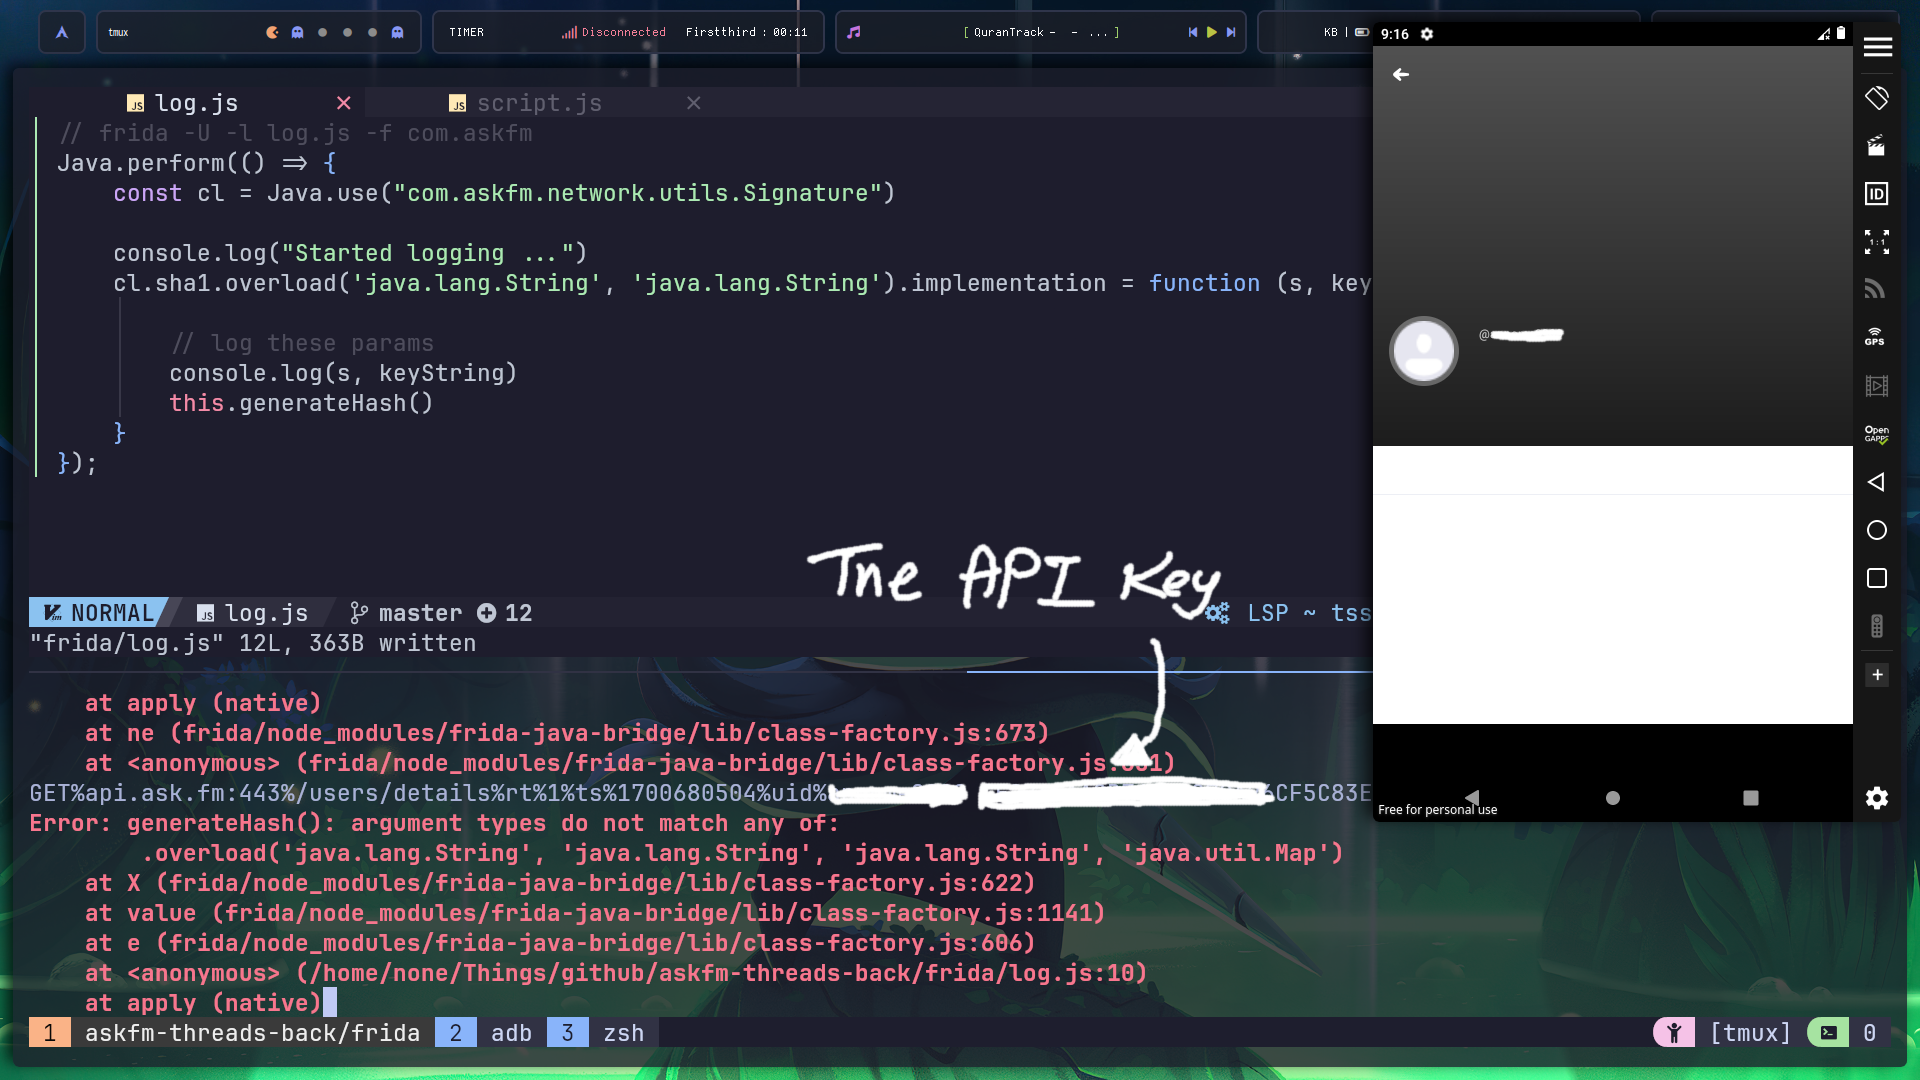 tmux
TIMER
Disconnected
Firstthird : 00:11
[ QuranTrack - - ... ]
KB |
log.js
script.js
// frida -U -l log.js -f com.askfm
Java.perform(() => {
const cl = Java.use("com.askfm.network.utils.Signature")
console.log("Started logging ...")
cl.sha1.overload('java.lang.String', 'java.lang.String').implementation = function (s, key
// log these params
console.log(s, keyString)
this.generateHash()
}
});
Tne API Key
NORMAL log.js master 12 LSP ~ tss
"frida/log.js" 12L, 363B written
at apply (native)
at ne (frida/node_modules/frida-java-bridge/lib/class-factory.js:673)
at <anonymous> (frida/node_modules/frida-java-bridge/lib/class-factory.js:
GET%api.ask.fm:443%/users/details%rt%1%ts%1700680504%uid% CF5C83E
Error: generateHash(): argument types do not match any of:
.overload('java.lang.String', 'java.lang.String', 'java.lang.String', 'java.util.Map')
at X (frida/node_modules/frida-java-bridge/lib/class-factory.js:622)
at value (frida/node_modules/frida-java-bridge/lib/class-factory.js:1141)
at e (frida/node_modules/frida-java-bridge/lib/class-factory.js:606)
at <anonymous> (/home/none/Things/github/askfm-threads-back/frida/log.js:10)
at apply (native)
1 askfm-threads-back/frida 2 adb 3 zsh
[tmux] 0
9:16
@
Free for personal use
ID
1:1
GPS
Open
GAPPS